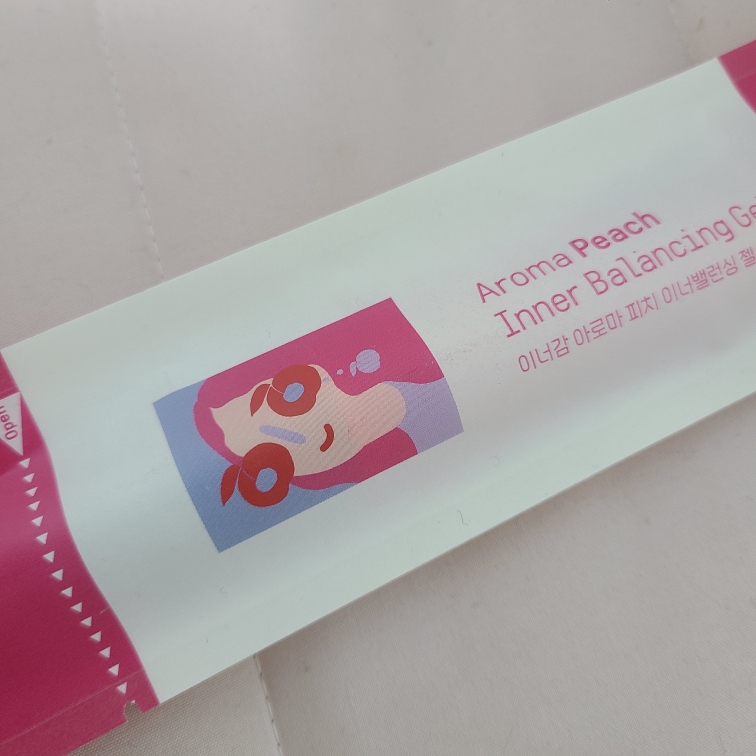 Aroma Peach
Inner Balancing Gel
이너감 아로마 피치 이너밸런싱 젤
Open